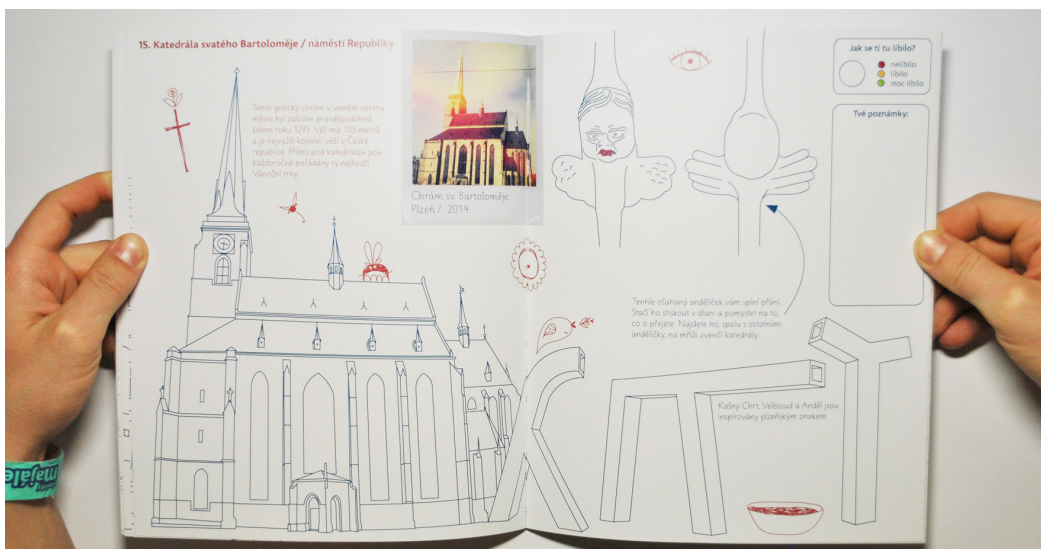 15. Katedrála svatého Bartoloměje / náměstí Republiky
Tento gotický chrám v samém centru
města byl založen pravděpodobně
kolem roku 1295. Věž má 103 metrů
a je nejvyšší kostelní věží v České
republice. Přímo pod katedrálou jsou
každoročně pořádány ty nejhezčí
Vánoční trhy.
Chrám sv. Bartoloměje
Plzeň / 2014
Jak se ti tu líbilo?
nelíbilo
líbilo
moc líbilo
Tvé poznámky:
Tenhle ošahaný andělíček vám splní přání.
Stačí ho stisknout v dlani a pomyslet na to,
co si přejete. Najdete ho, spolu s ostatními
andělíčky, na mříži zvenčí katedrály.
Kašny Chrt, Velbloud a Anděl jsou
inspirovány plzeňským znakem.
majáles